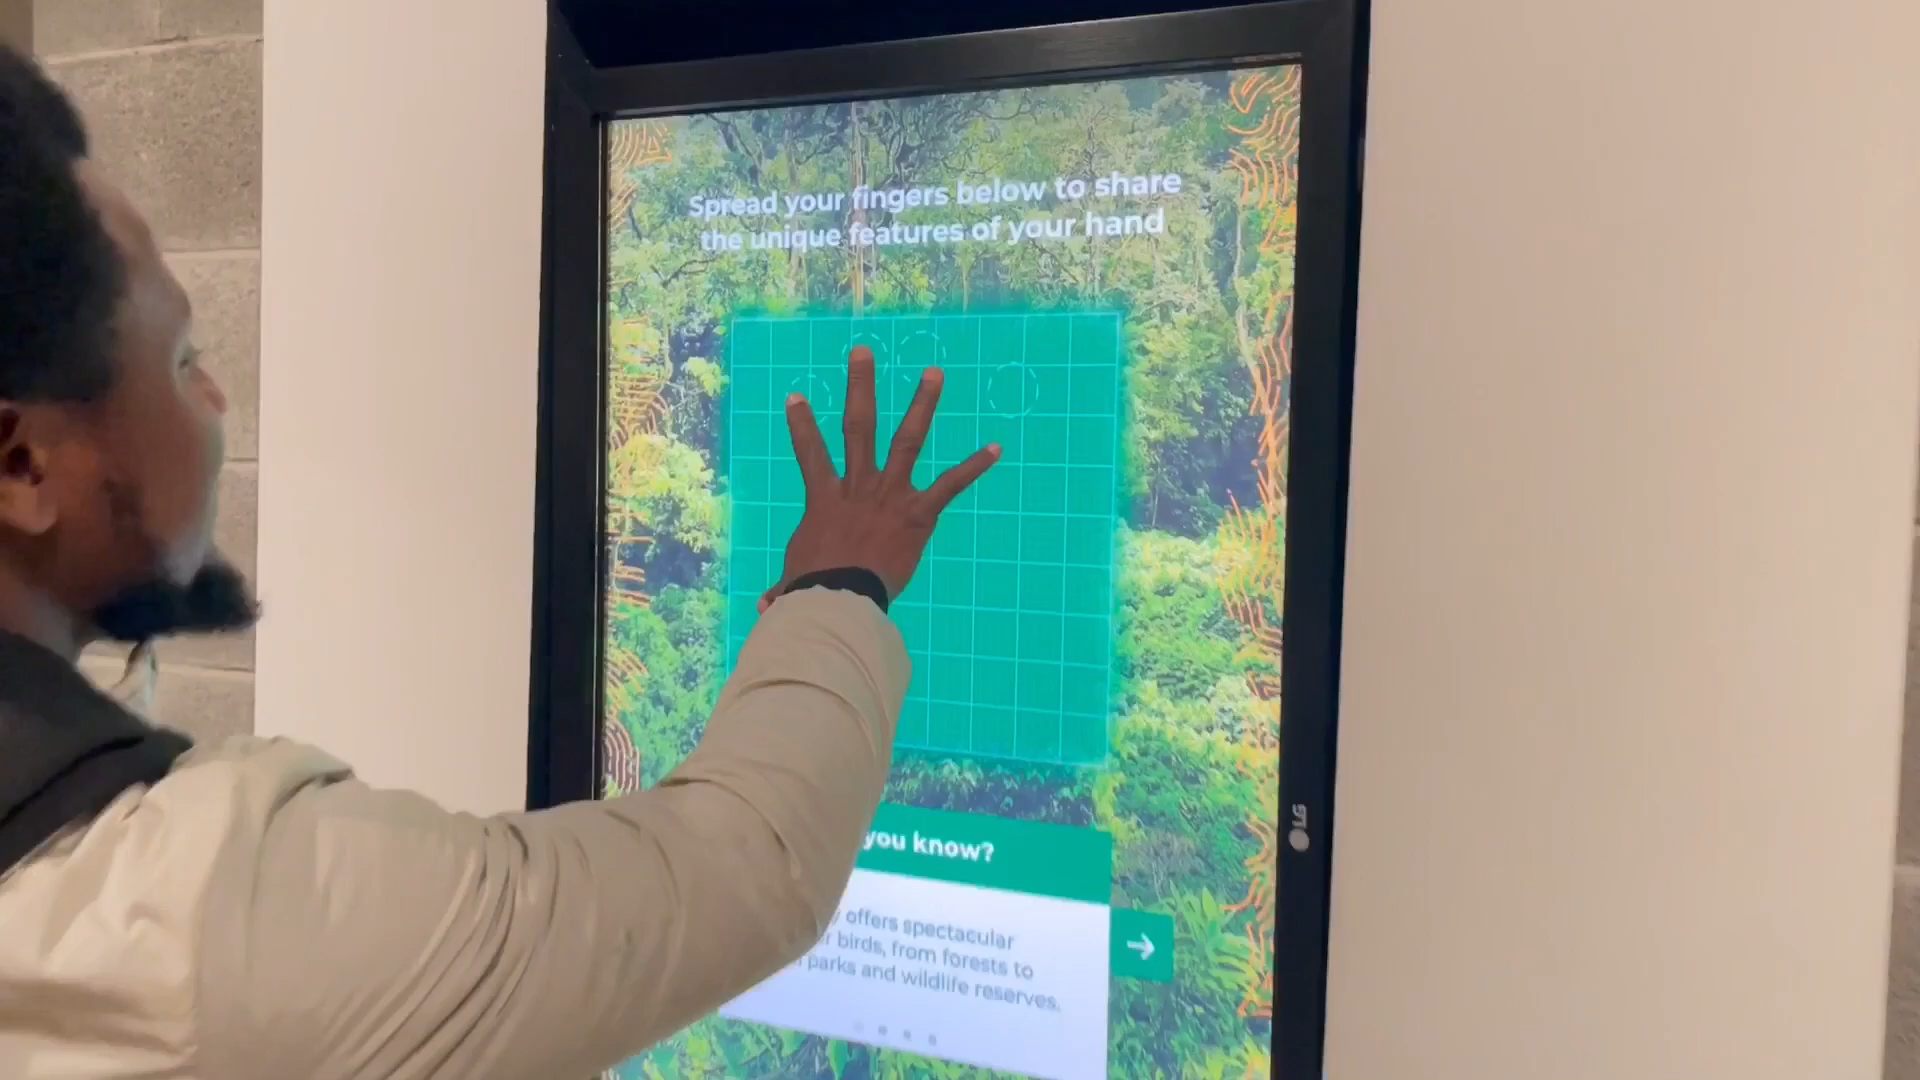 Spread your fingers below to share
the unique features of your hand
you know?
offers spectacular
birds, from forests to
parks and wildlife reserves.
LG